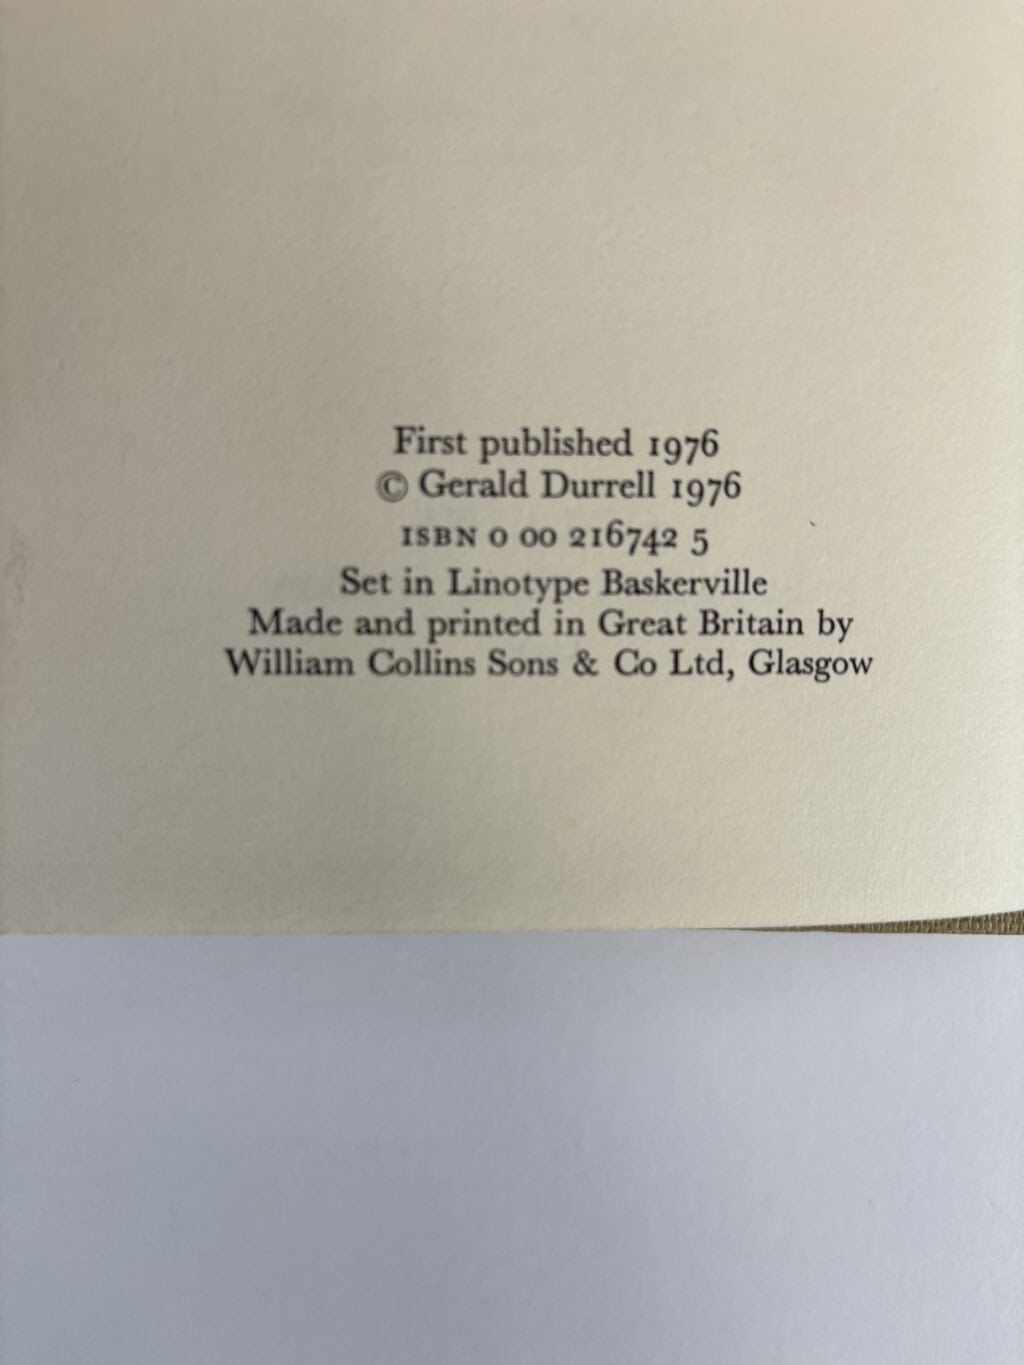 First published 1976
© Gerald Durrell 1976
ISBN 0 00 216742 5
Set in Linotype Baskerville
Made and printed in Great Britain by
William Collins Sons & Co Ltd, Glasgow